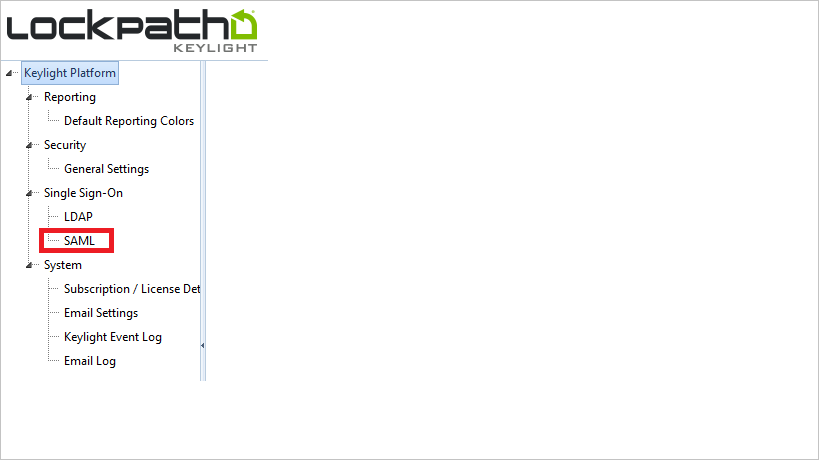 Lockpath
KEYLIGHT
Keylight Platform
Reporting
Default Reporting Colors
Security
General Settings
Single Sign-On
LDAP
SAML
System
Subscription / License Det
Email Settings
Keylight Event Log
Email Log